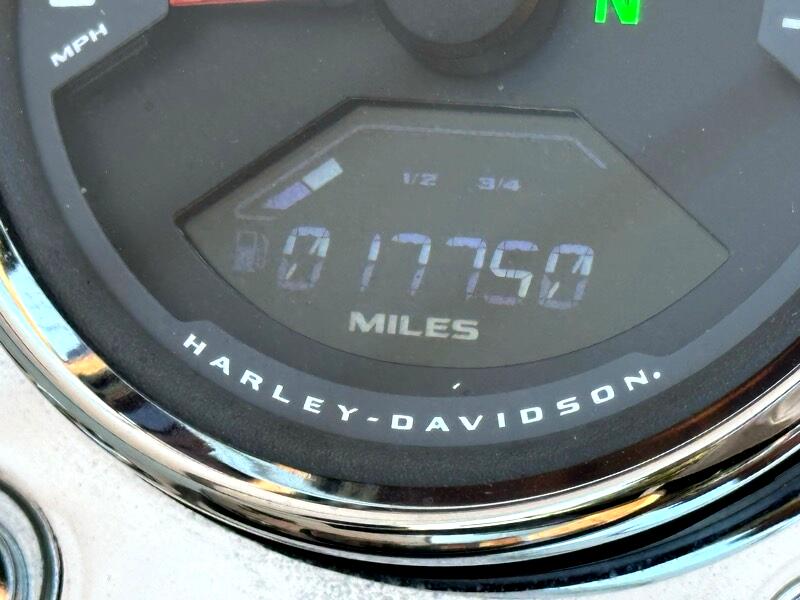 MPH
N
1/2 3/4
017750
MILES
HARLEY-DAVIDSON.